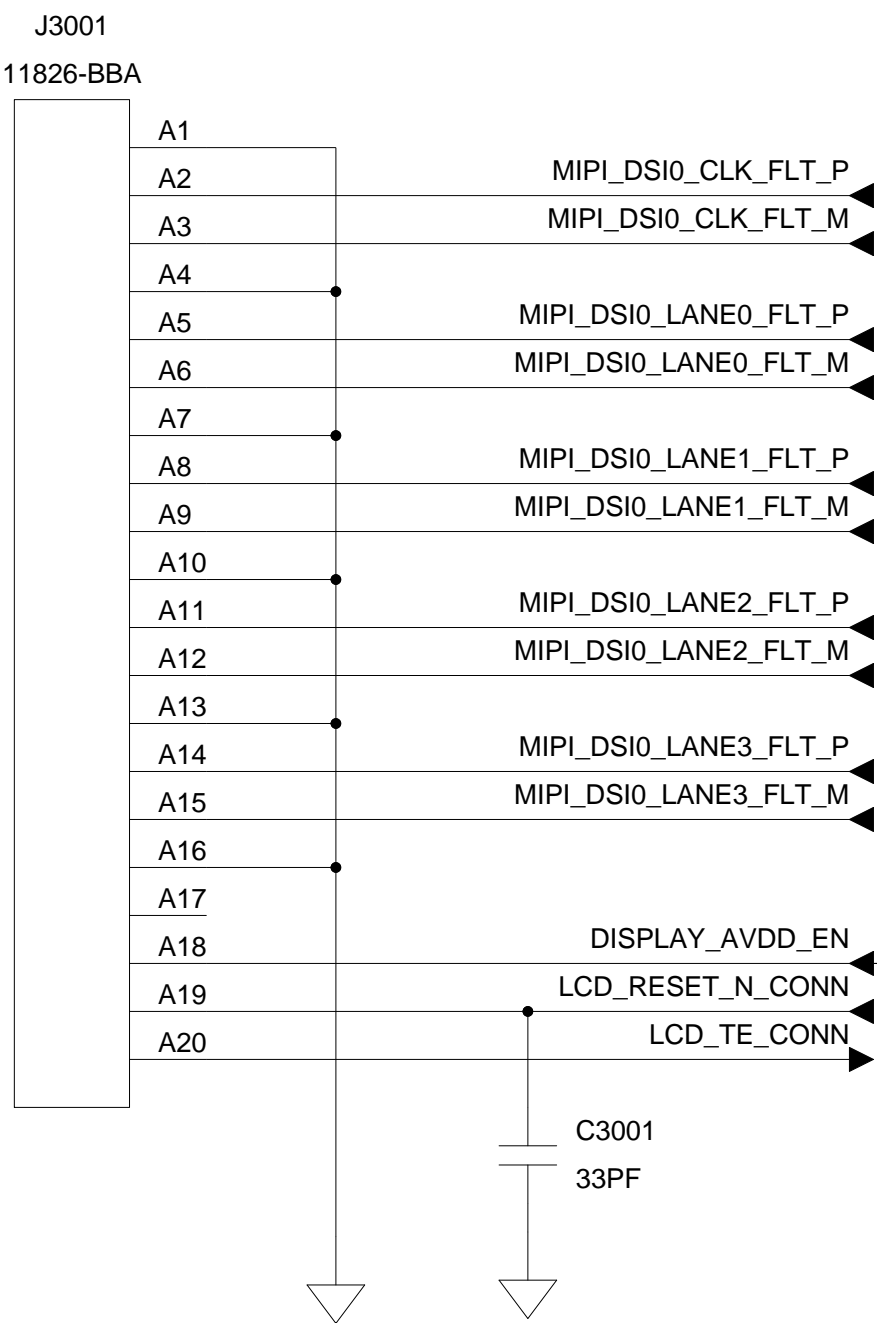 J3001
11826-BBA
A1
A2 MIPI_DSI0_CLK_FLT_P
A3 MIPI_DSI0_CLK_FLT_M
A4
A5 MIPI_DSI0_LANE0_FLT_P
A6 MIPI_DSI0_LANE0_FLT_M
A7
A8 MIPI_DSI0_LANE1_FLT_P
A9 MIPI_DSI0_LANE1_FLT_M
A10
A11 MIPI_DSI0_LANE2_FLT_P
A12 MIPI_DSI0_LANE2_FLT_M
A13
A14 MIPI_DSI0_LANE3_FLT_P
A15 MIPI_DSI0_LANE3_FLT_M
A16
A17
A18 DISPLAY_AVDD_EN
A19 LCD_RESET_N_CONN
A20 LCD_TE_CONN
C3001
33PF